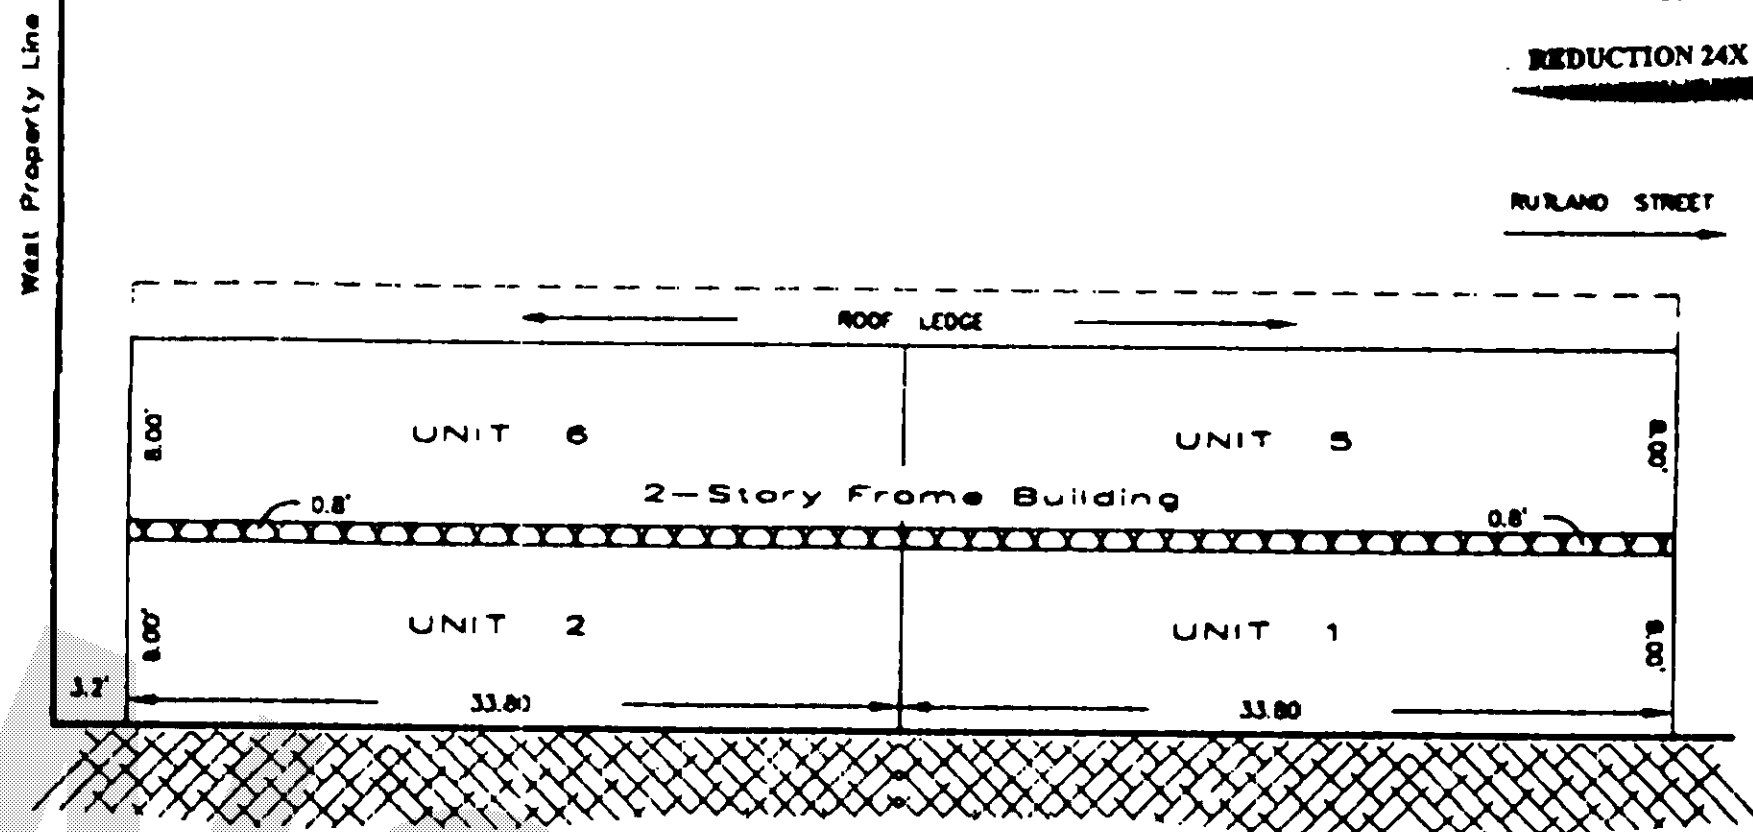 West Property Line
REDUCTION 24X
RUTLAND STREET
ROOF LEDGE
8.00'
UNIT 6
UNIT 5
8.00'
2-Story Frame Building
0.8'
0.8'
8.00'
UNIT 2
UNIT 1
8.00'
3.2'
33.80
33.80